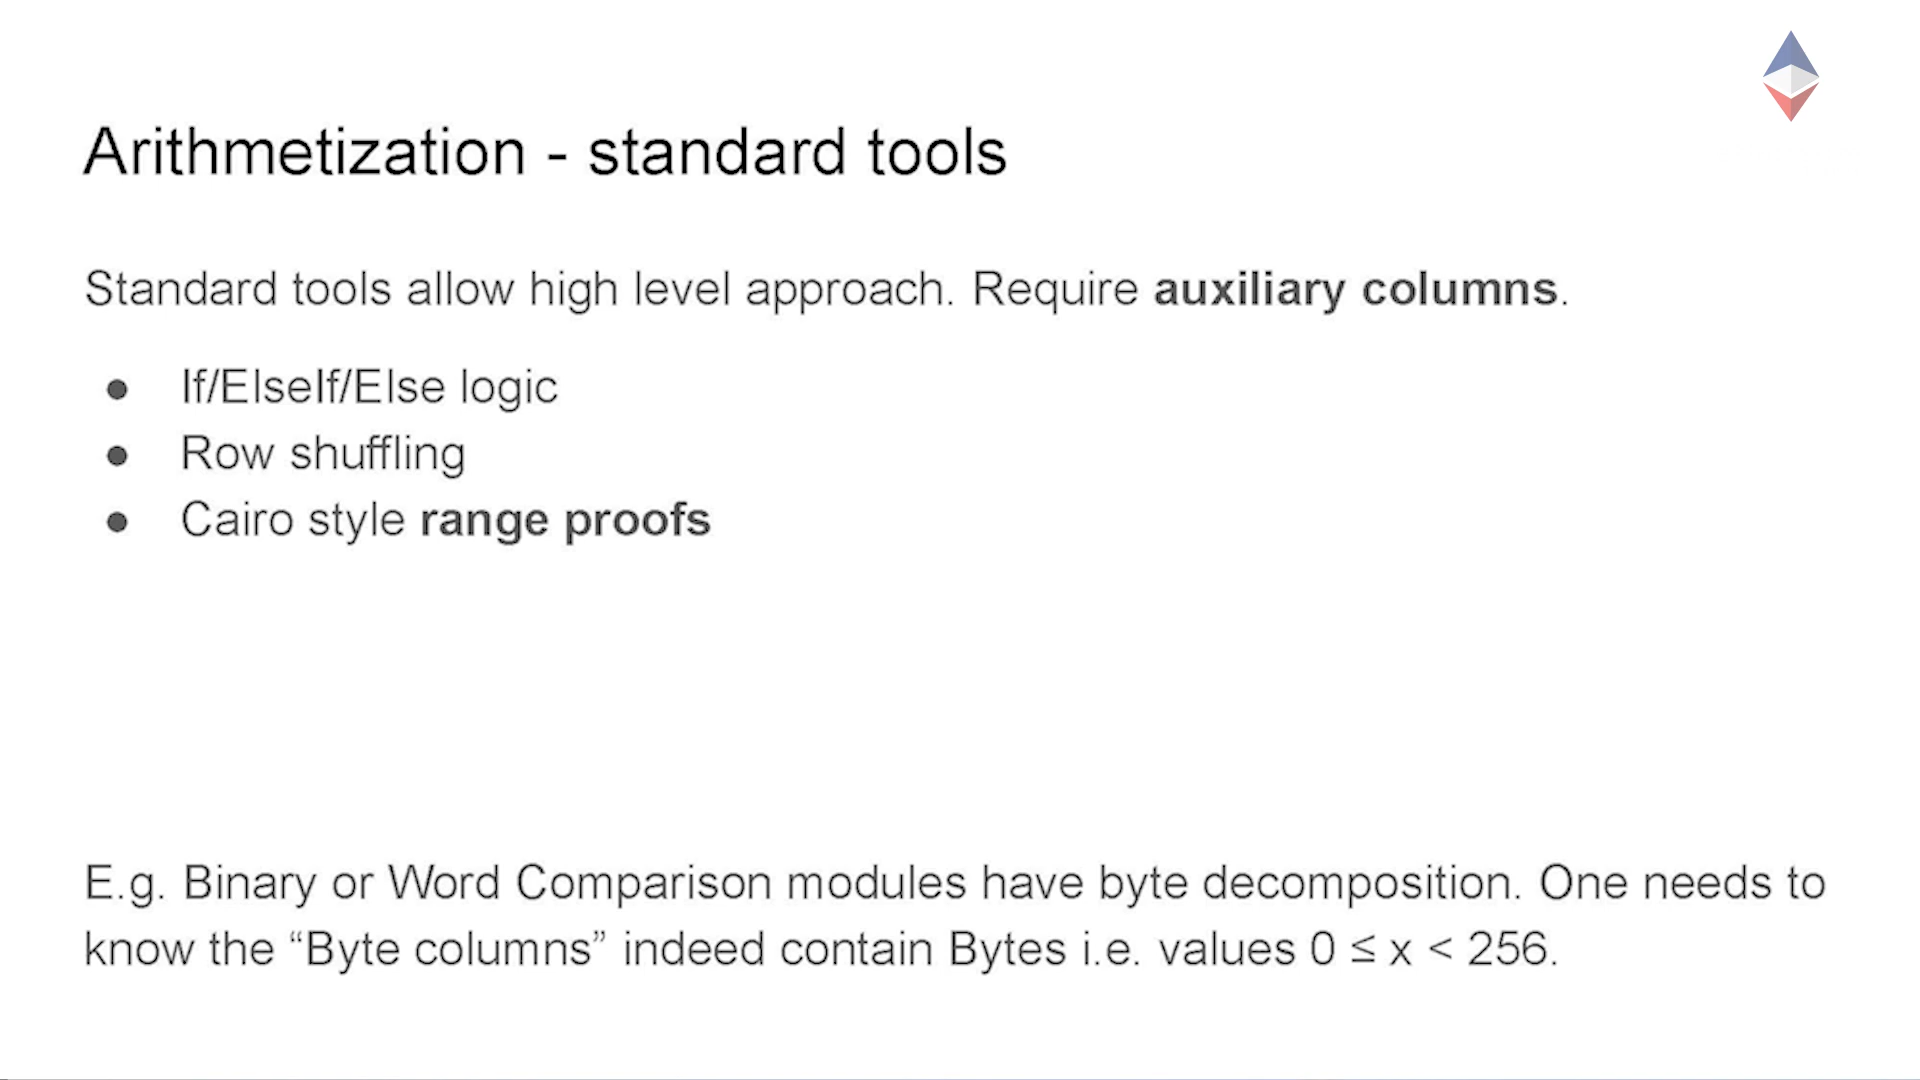 Arithmetization - standard tools
Standard tools allow high level approach. Require auxiliary columns.
● If/ElseIf/Else logic
● Row shuffling
● Cairo style range proofs
E.g. Binary or Word Comparison modules have byte decomposition. One needs to
know the “Byte columns” indeed contain Bytes i.e. values 0 ≤ x < 256.